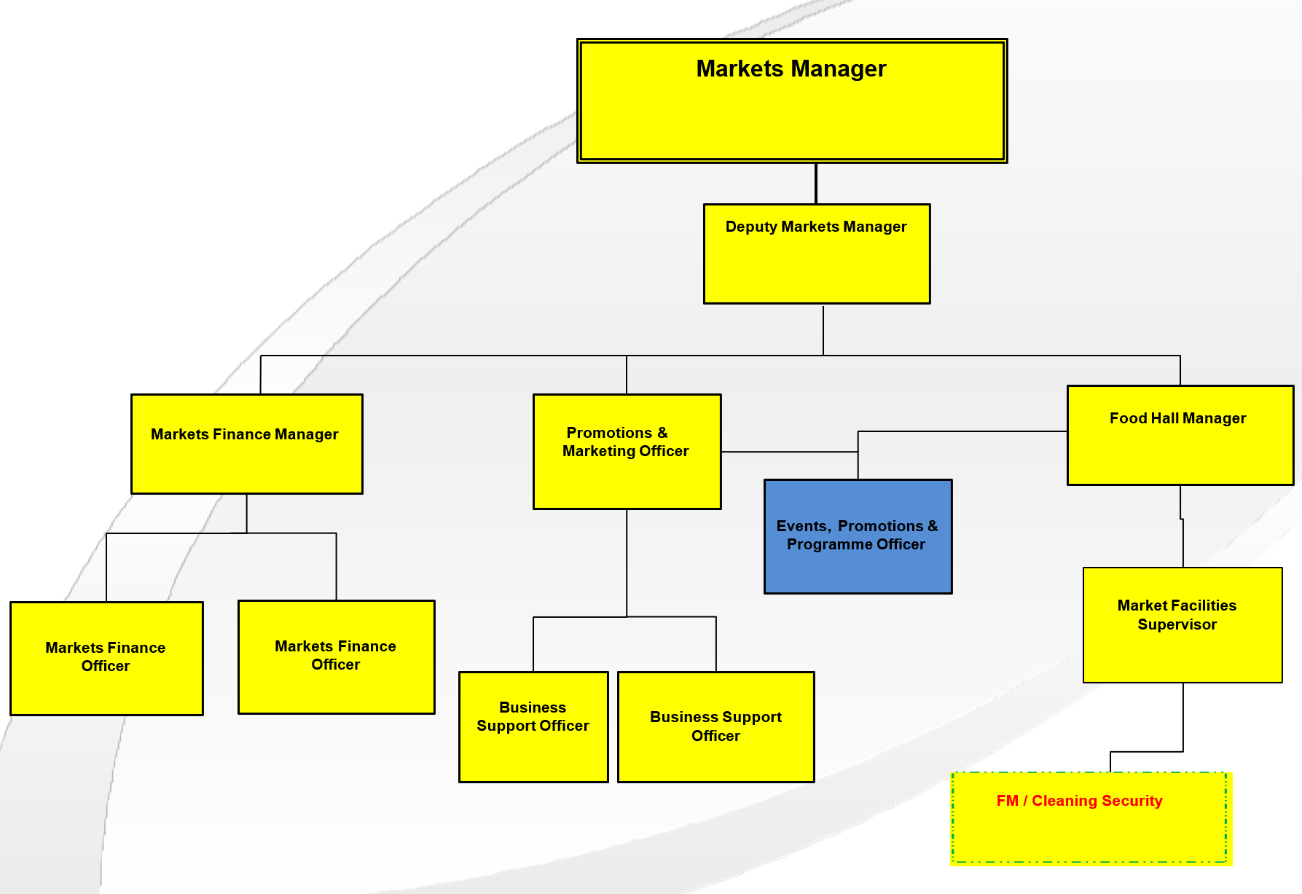 Markets Manager
Deputy Markets Manager
Markets Finance Manager
Promotions &
Marketing Officer
Food Hall Manager
Events, Promotions &
Programme Officer
Market Facilities
Supervisor
Markets Finance
Officer
Markets Finance
Officer
Business
Support Officer
Business Support
Officer
FM / Cleaning Security